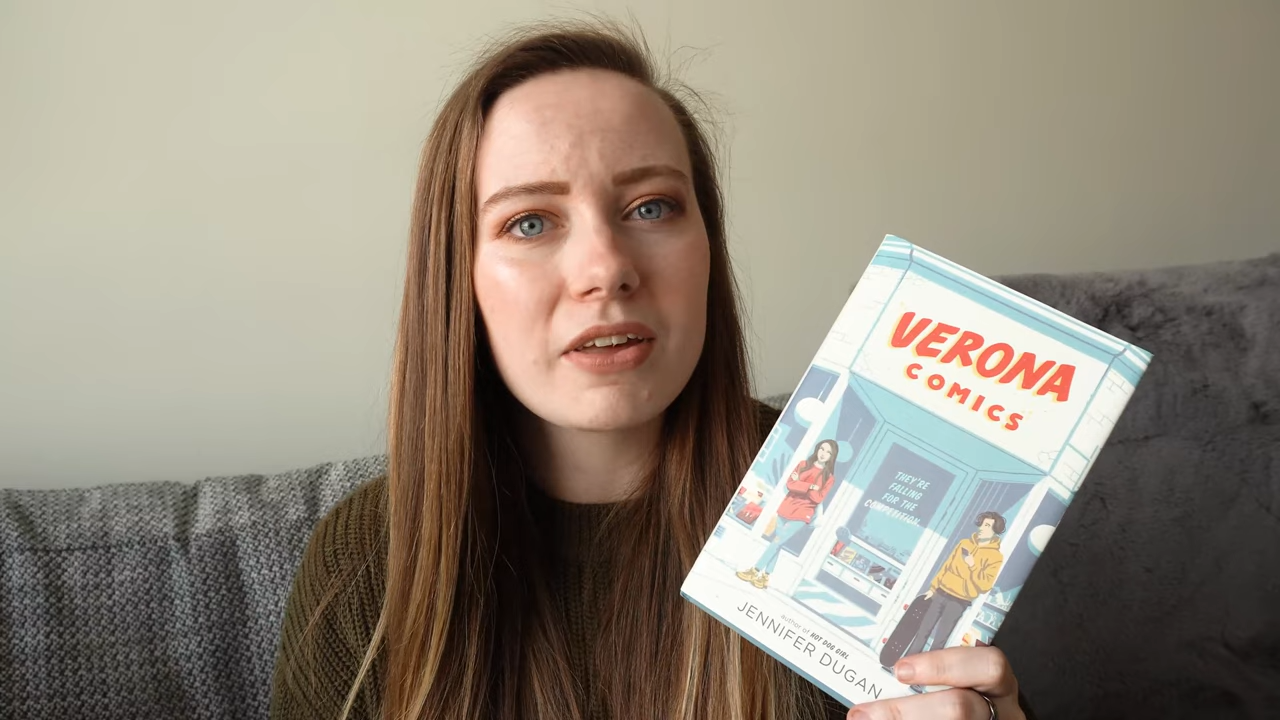 VERONA
COMICS
THEY'RE
FALLING
FOR THE
COMPETITION.
author of HOT DOG GIRL
JENNIFER DUGAN